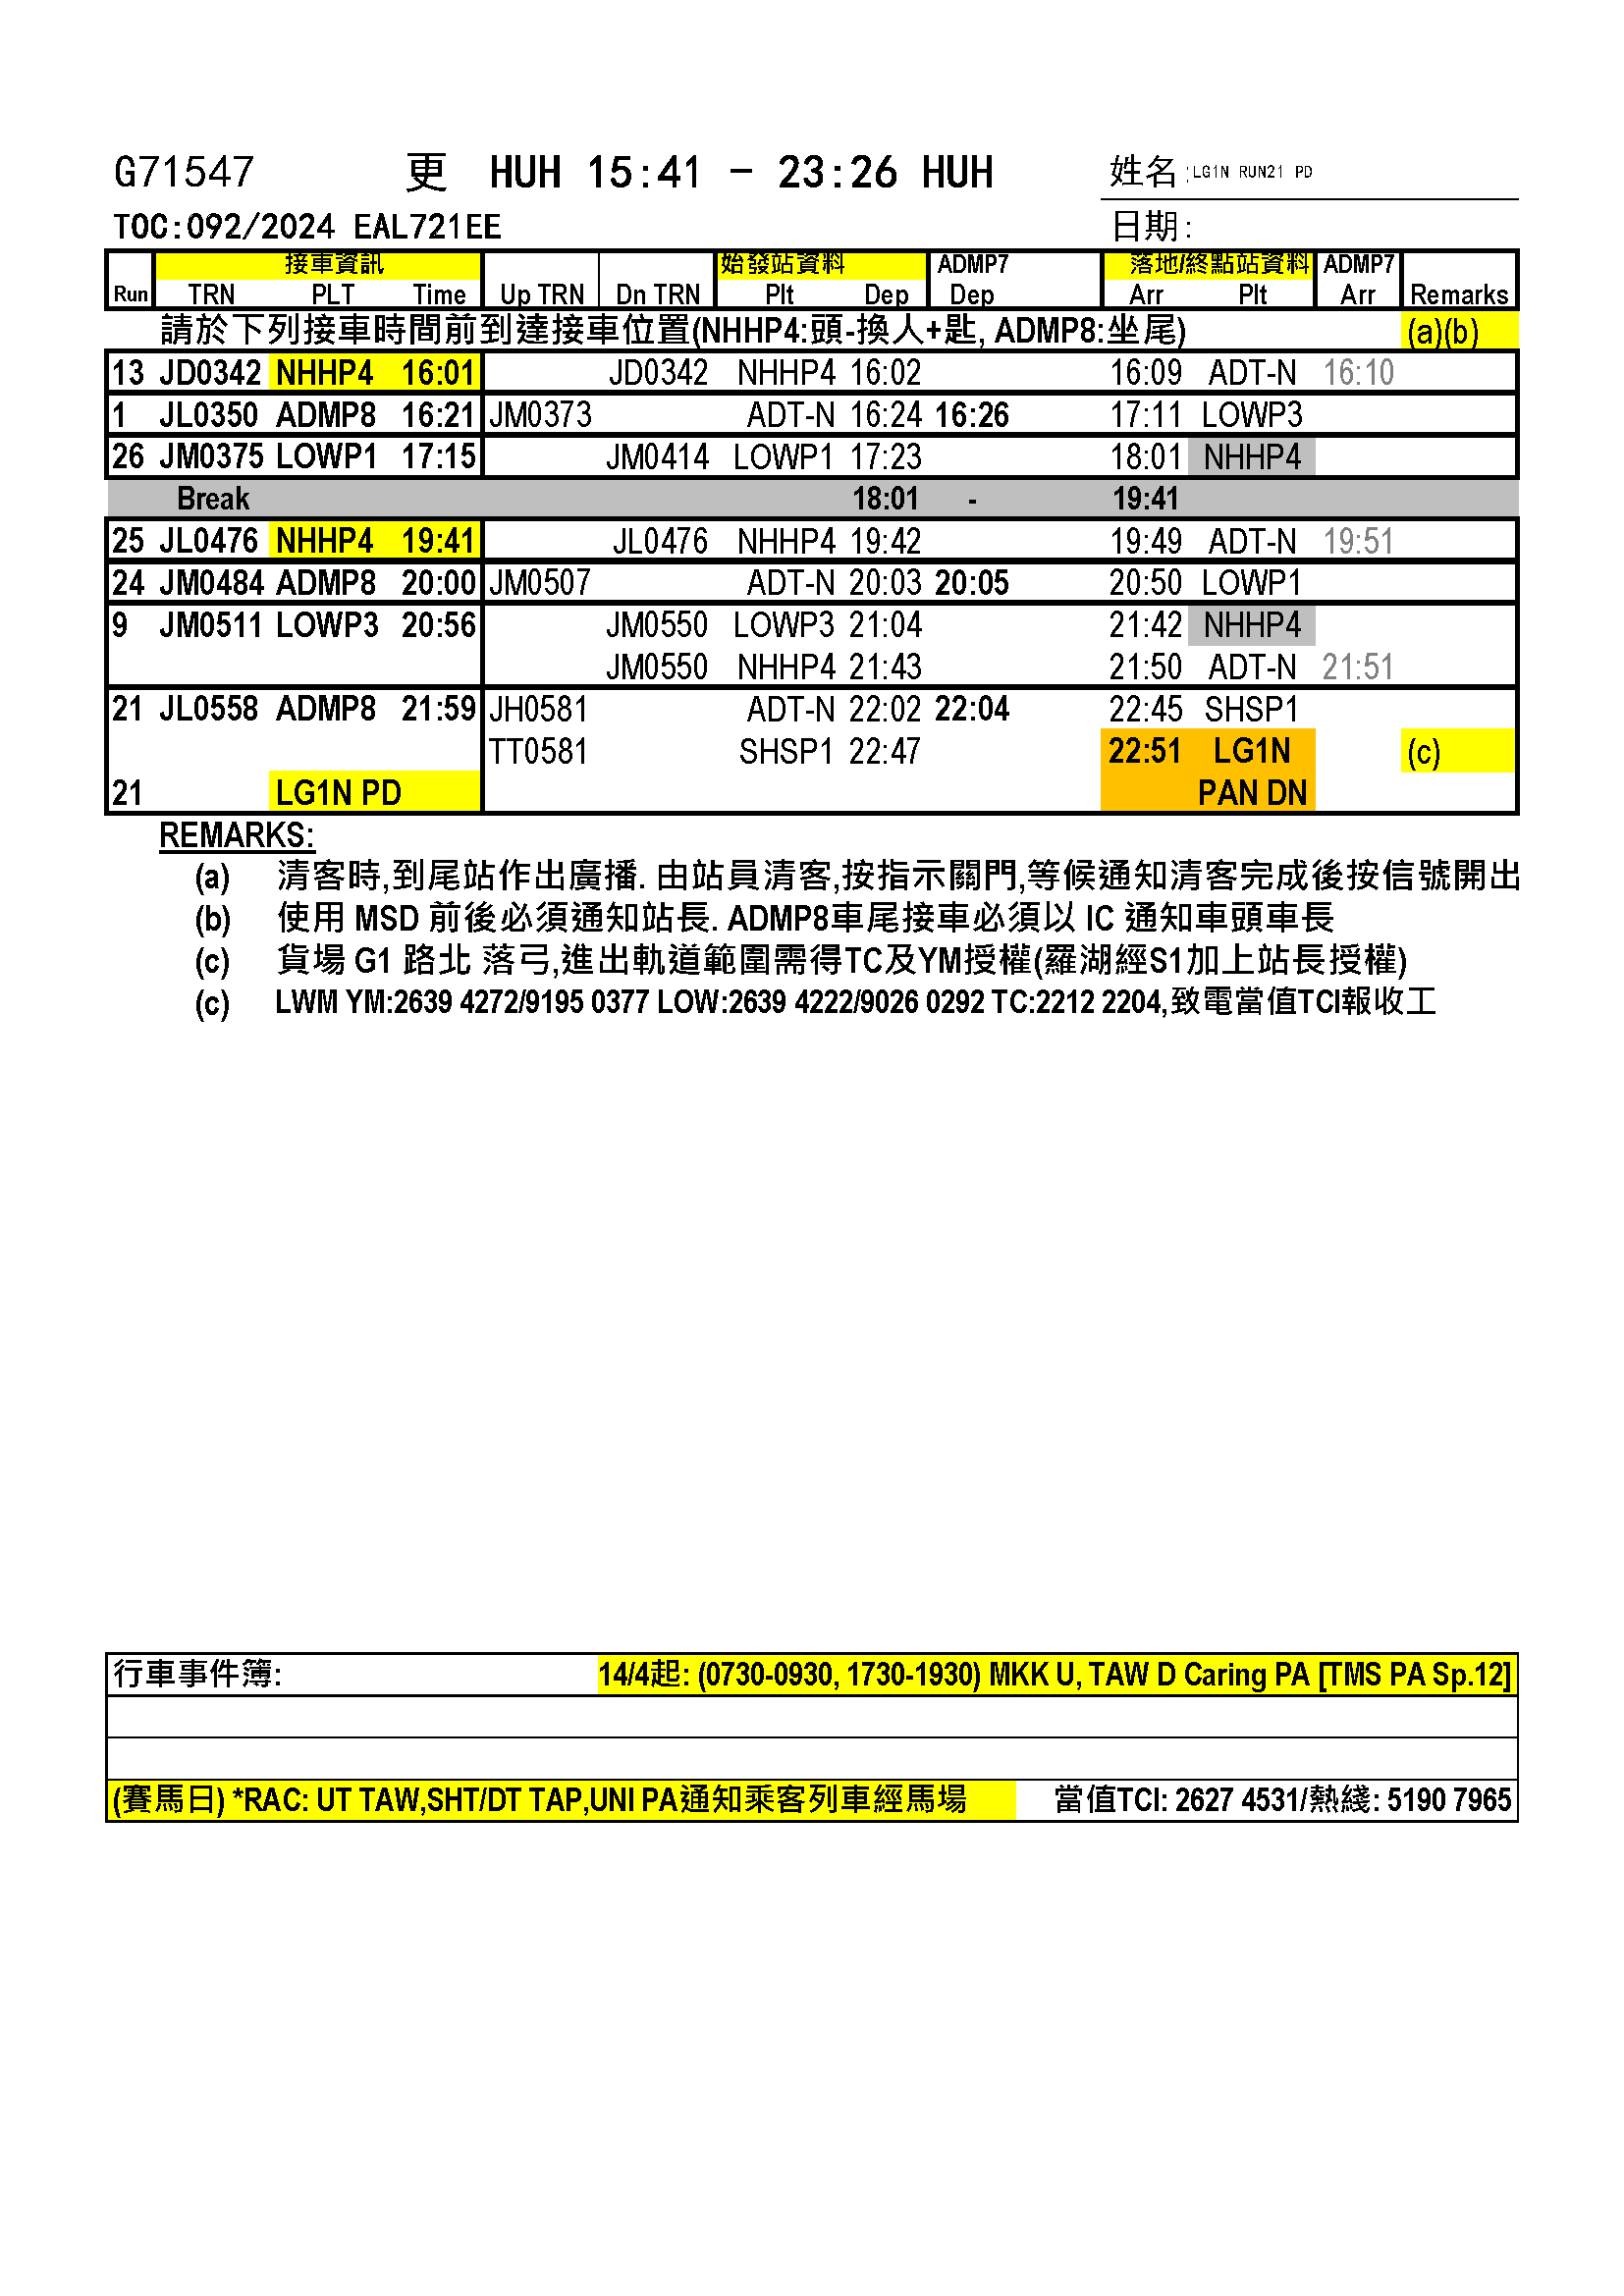 G71547 更 HUH 15:41 - 23:26 HUH 姓名:LG1N RUN21 PD
TOC:092/2024 EAL721EE 日期:
接車資訊 始發站資料 ADMP7 落地/終點站資料 ADMP7
Run TRN PLT Time Up TRN Dn TRN Plt Dep Dep Arr Plt Arr Remarks
請於下列接車時間前到達接車位置(NHHP4:頭-換人+匙, ADMP8:坐尾) (a)(b)
13 JD0342 NHHP4 16:01 JD0342 NHHP4 16:02 16:09 ADT-N 16:10
1 JL0350 ADMP8 16:21 JM0373 ADT-N 16:24 16:26 17:11 LOWP3
26 JM0375 LOWP1 17:15 JM0414 LOWP1 17:23 18:01 NHHP4
Break 18:01 - 19:41
25 JL0476 NHHP4 19:41 JL0476 NHHP4 19:42 19:49 ADT-N 19:51
24 JM0484 ADMP8 20:00 JM0507 ADT-N 20:03 20:05 20:50 LOWP1
9 JM0511 LOWP3 20:56 JM0550 LOWP3 21:04 21:42 NHHP4
JM0550 NHHP4 21:43 21:50 ADT-N 21:51
21 JL0558 ADMP8 21:59 JH0581 ADT-N 22:02 22:04 22:45 SHSP1
TT0581 SHSP1 22:47 22:51 LG1N (c)
21 LG1N PD PAN DN
REMARKS:
(a) 清客時,到尾站作出廣播. 由站員清客,按指示關門,等候通知清客完成後按信號開出
(b) 使用 MSD 前後必須通知站長. ADMP8車尾接車必須以 IC 通知車頭車長
(c) 貨場 G1 路北 落弓,進出軌道範圍需得TC及YM授權(羅湖經S1加上站長授權)
(c) LWM YM:2639 4272/9195 0377 LOW:2639 4222/9026 0292 TC:2212 2204,致電當值TCI報收工
行車事件簿: 14/4起: (0730-0930, 1730-1930) MKK U, TAW D Caring PA [TMS PA Sp.12]
(賽馬日) *RAC: UT TAW,SHT/DT TAP,UNI PA通知乘客列車經馬場 當值TCI: 2627 4531/熱綫: 5190 7965